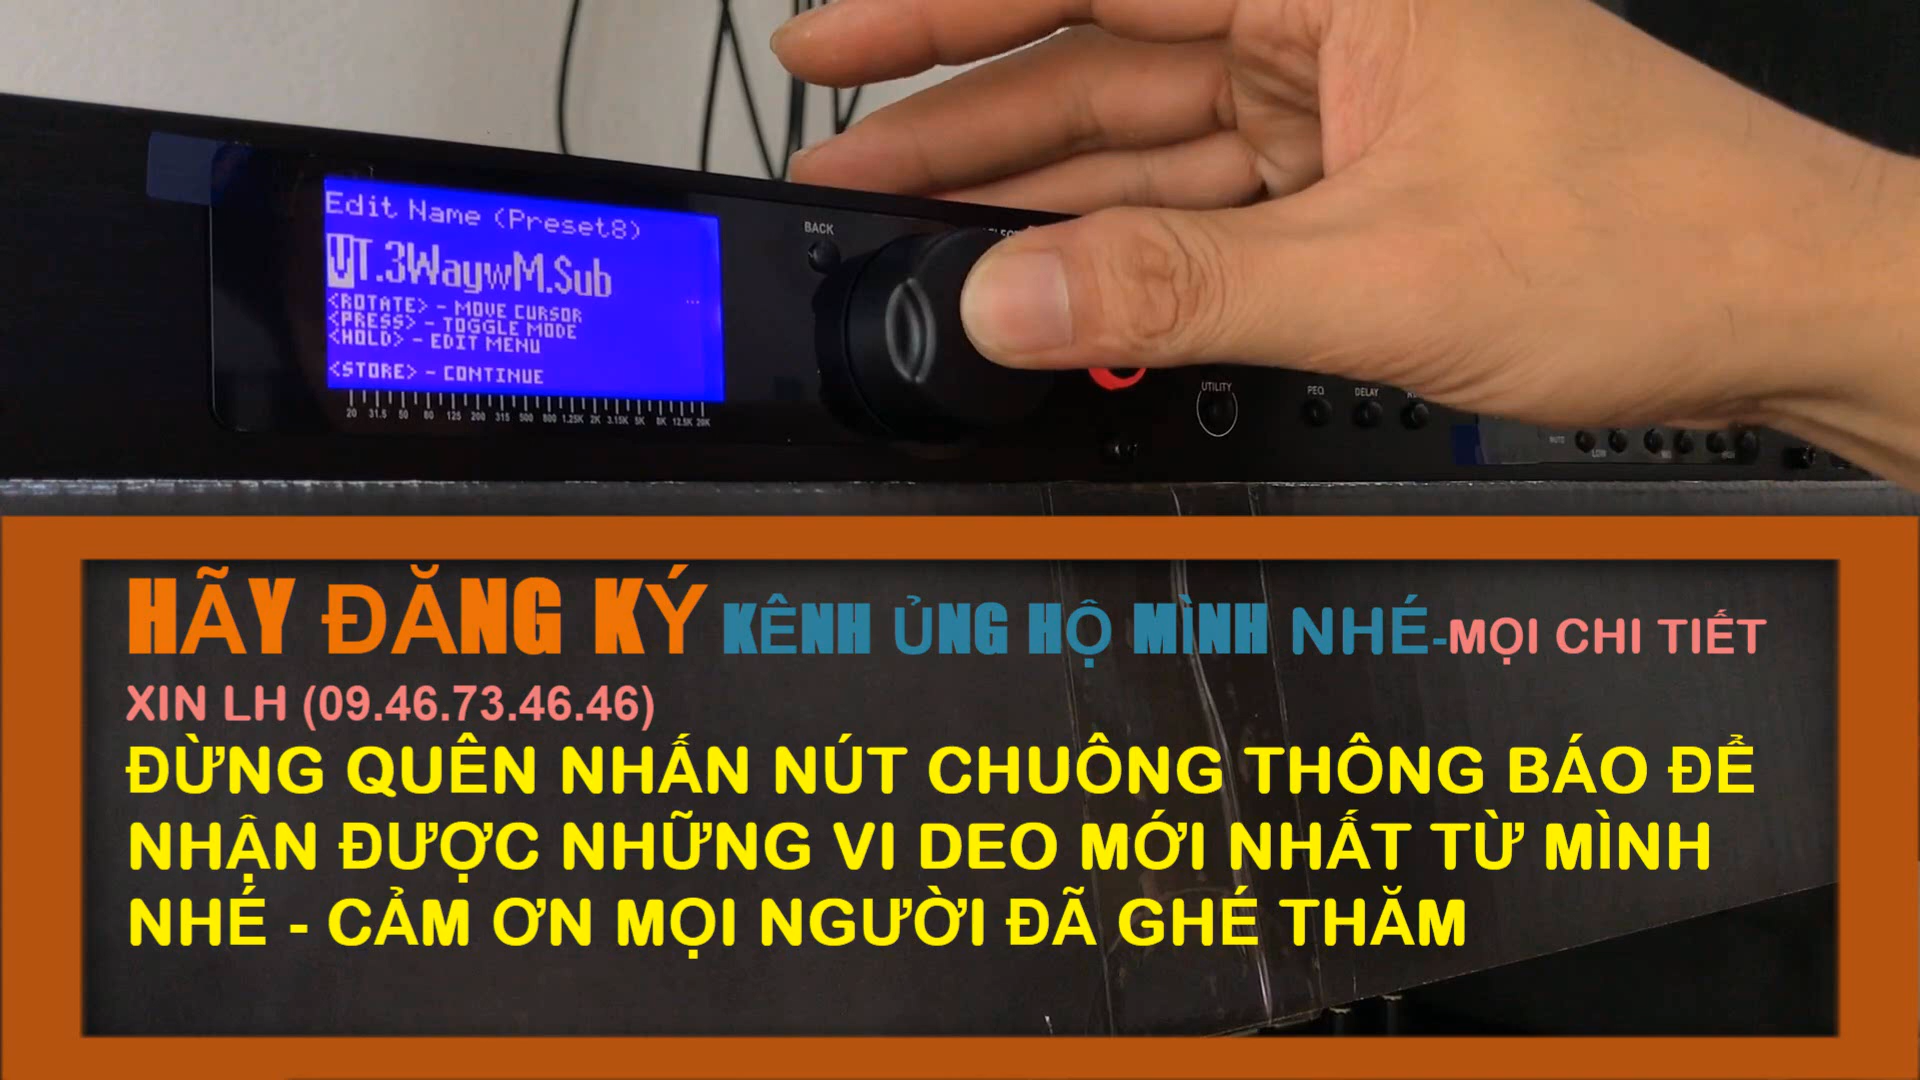 Edit Name (Preset8)
VT.3WaywM.Sub
<ROTATE> - MOVE CURSOR
<PRESS> - TOGGLE MODE
<HOLD> - EDIT MENU
<STORE> - CONTINUE
20 31.5 50 80 125 200 315 500 800 1.25K 2K 3.15K 5K 8K 12.5K 20K
BACK
UTILITY
PEQ DELAY
MUTE
LOW
HIGH
HÃY ĐĂNG KÝ KÊNH ỦNG HỘ MÌNH NHÉ-MỌI CHI TIẾT
XIN LH (09.46.73.46.46)
ĐỪNG QUÊN NHẤN NÚT CHUÔNG THÔNG BÁO ĐỂ
NHẬN ĐƯỢC NHỮNG VI DEO MỚI NHẤT TỪ MÌNH
NHÉ - CẢM ƠN MỌI NGƯỜI ĐÃ GHÉ THĂM